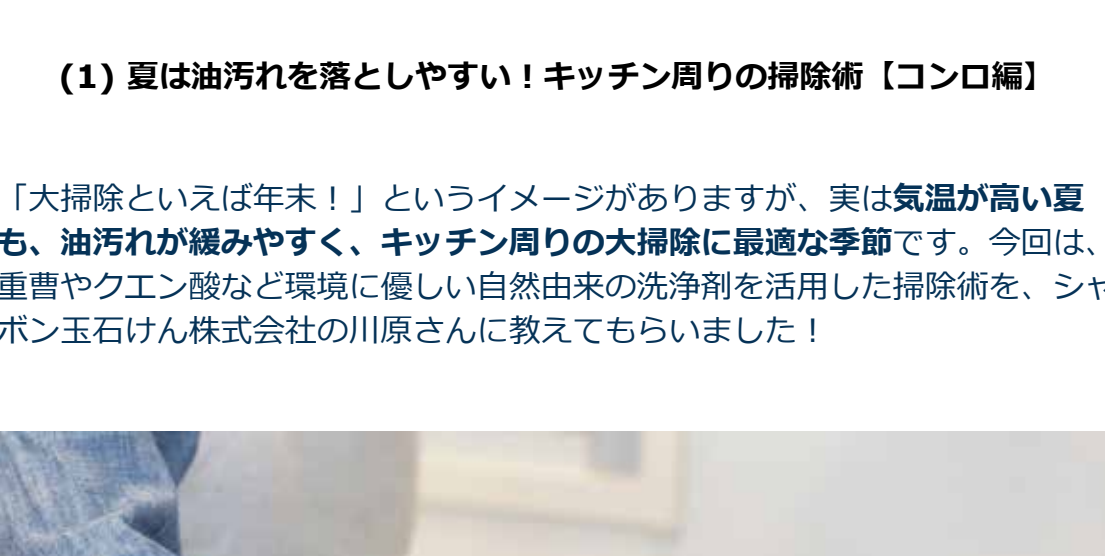 (1) 夏は油汚れを落としやすい！キッチン周りの掃除術【コンロ編】
「大掃除といえば年末！」というイメージがありますが、実は気温が高い夏
も、油汚れが緩みやすく、キッチン周りの大掃除に最適な季節です。今回は、
重曹やクエン酸など環境に優しい自然由来の洗浄剤を活用した掃除術を、シャ
ボン玉石けん株式会社の川原さんに教えてもらいました！